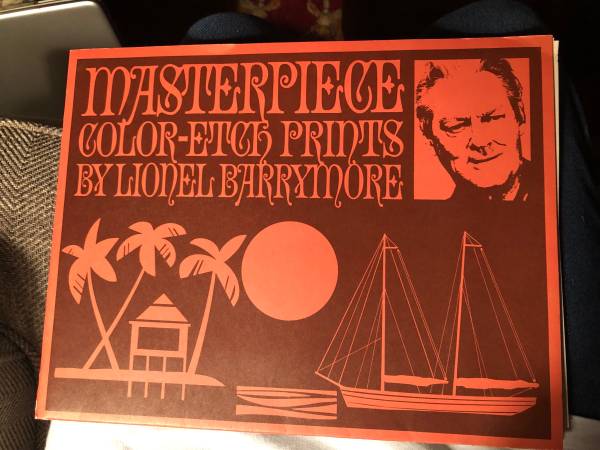 MASTERPIECE
COLOR-ETCH PRINTS
BY LIONEL BARRYMORE